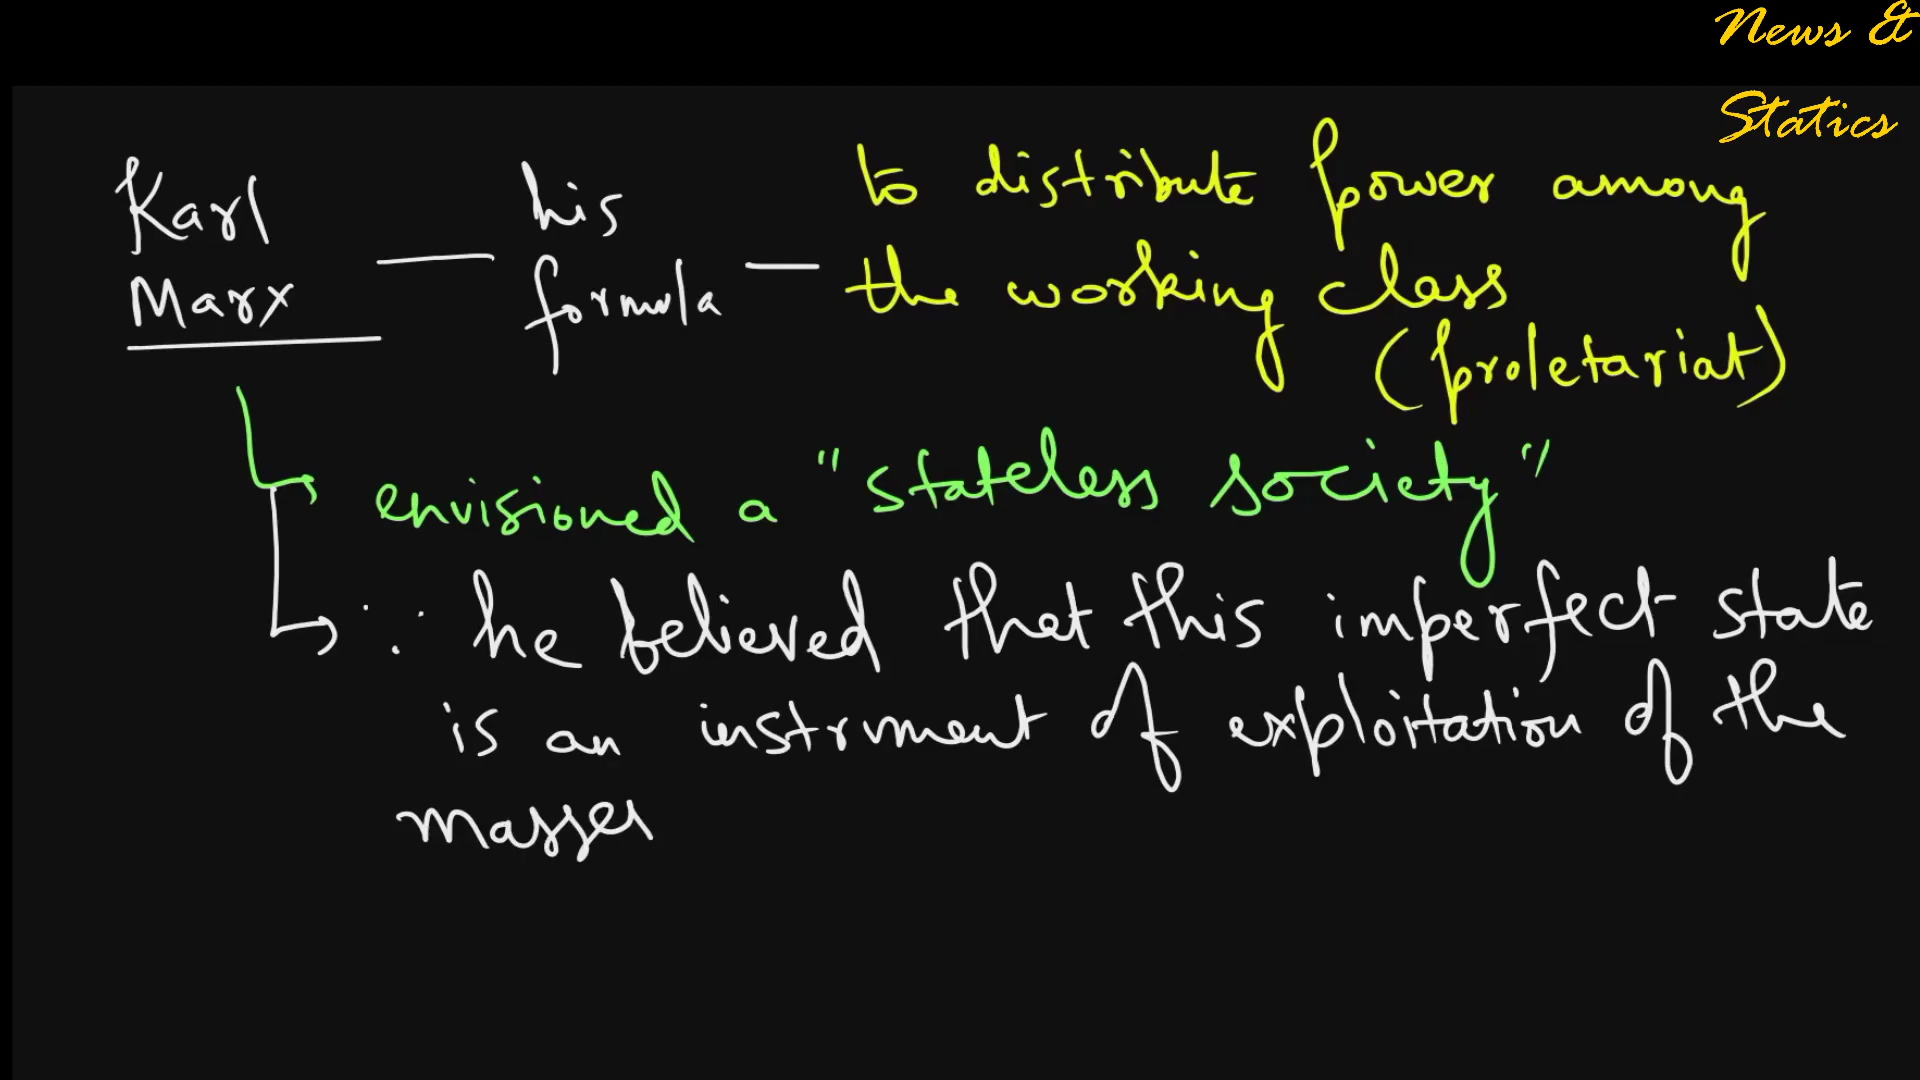 News &
Statics
Karl his to distribute power among
Marx — formula — the working class
(proletariat)
envisioned a "stateless society"
∵ he believed that this imperfect state
is an instrument of exploitation of the
masses